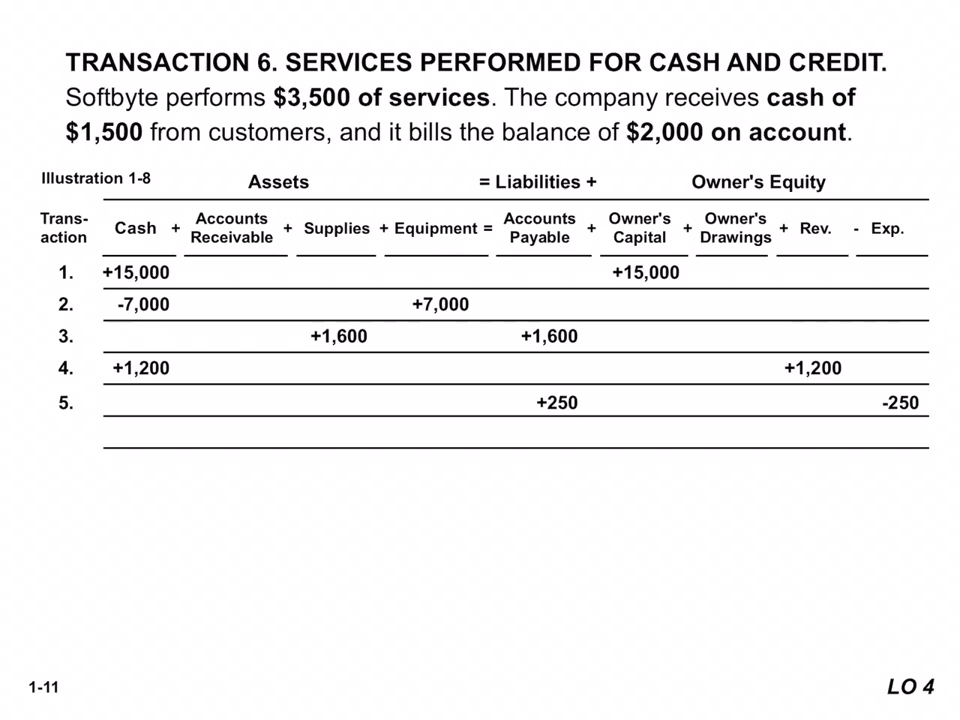 TRANSACTION 6. SERVICES PERFORMED FOR CASH AND CREDIT.
Softbyte performs $3,500 of services. The company receives cash of
$1,500 from customers, and it bills the balance of $2,000 on account.
Illustration 1-8
Assets = Liabilities + Owner's Equity
Trans-
action
Cash + Accounts
Receivable + Supplies + Equipment = Accounts
Payable + Owner's
Capital + Owner's
Drawings + Rev. - Exp.
1. +15,000 +15,000
2. -7,000 +7,000
3. +1,600 +1,600
4. +1,200 +1,200
5. +250 -250
1-11
LO 4